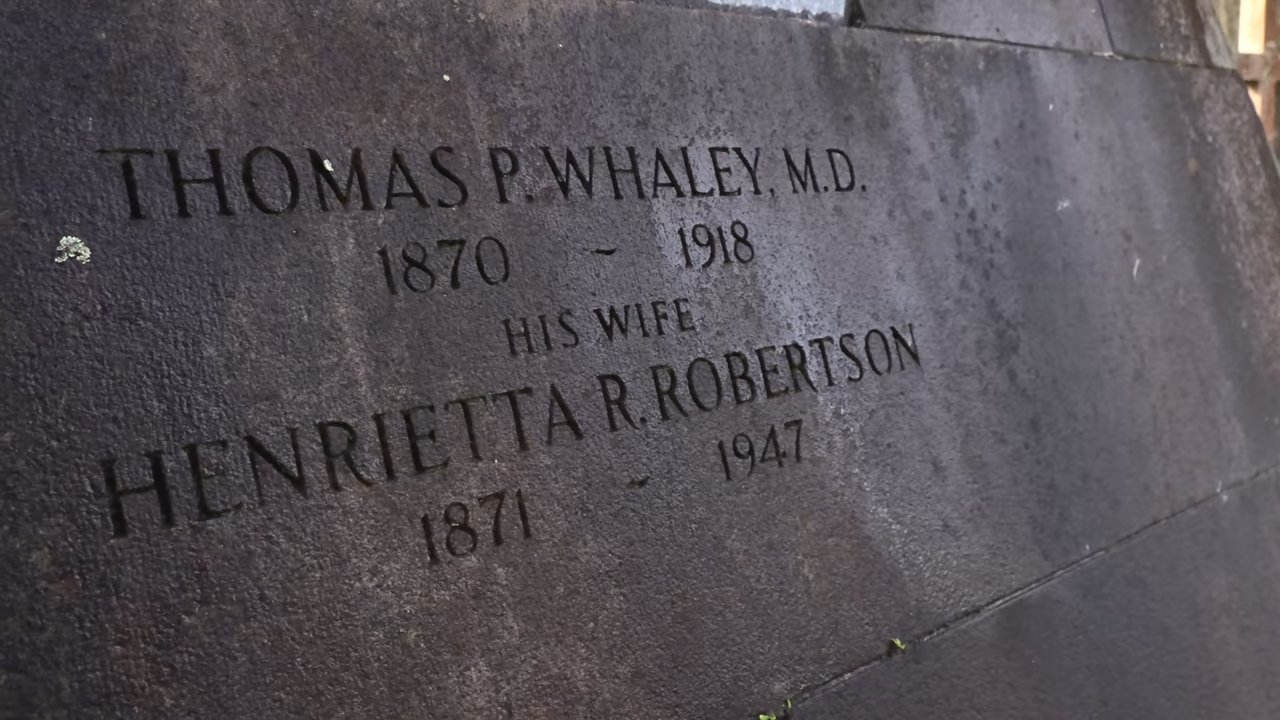 THOMAS P. WHALEY, M.D.
1870 ~ 1918
HIS WIFE
HENRIETTA R. ROBERTSON
1871 ~ 1947